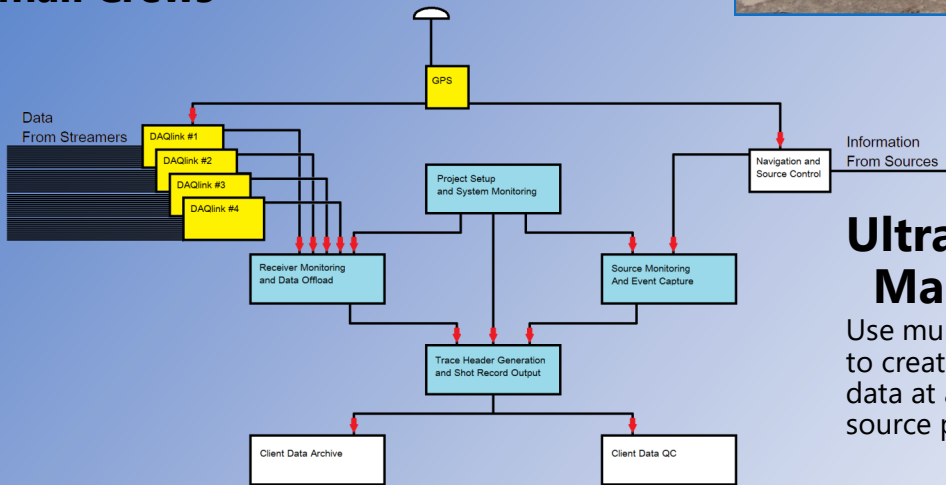 GPS
Data
From Streamers
DAQlink #1
DAQlink #2
DAQlink #3
DAQlink #4
Information
From Sources
Navigation and
Source Control
Project Setup
and System Monitoring
Receiver Monitoring
and Data Offload
Source Monitoring
And Event Capture
Trace Header Generation
and Shot Record Output
Client Data Archive
Client Data QC
Ultra
Ma
Use mu
to creat
data at a
source p